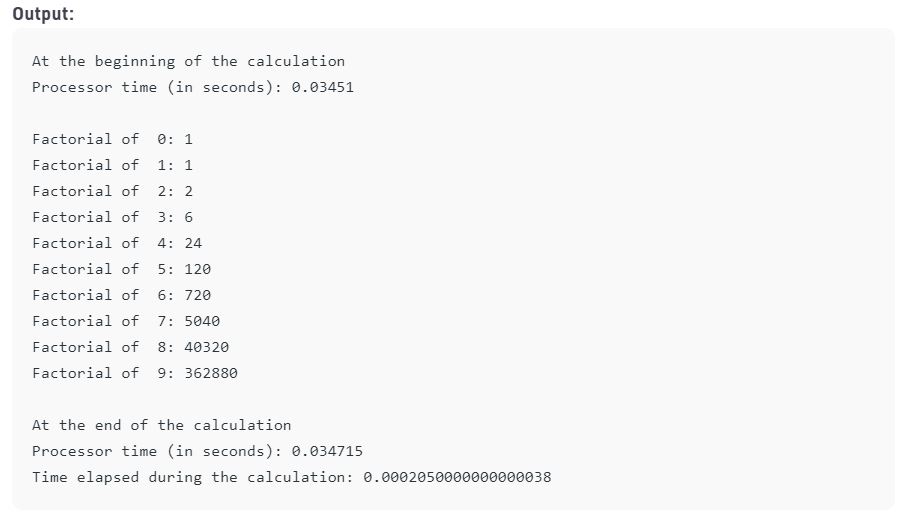 Output:
At the beginning of the calculation
Processor time (in seconds): 0.03451
Factorial of  0: 1
Factorial of  1: 1
Factorial of  2: 2
Factorial of  3: 6
Factorial of  4: 24
Factorial of  5: 120
Factorial of  6: 720
Factorial of  7: 5040
Factorial of  8: 40320
Factorial of  9: 362880
At the end of the calculation
Processor time (in seconds): 0.034715
Time elapsed during the calculation: 0.0002050000000000038